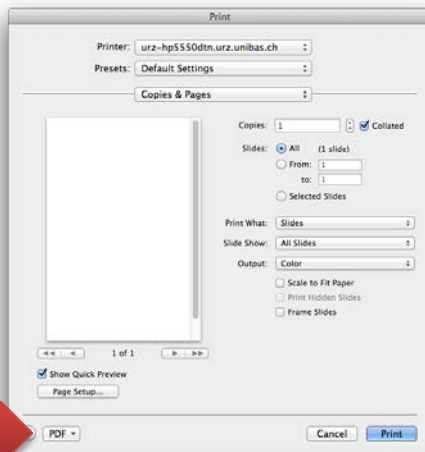 Print
Printer: urz-hp5550dtn.urz.unibas.ch
Presets: Default Settings
Copies & Pages
Copies: 1 Collated
Slides: All (1 slide)
From: 1
to: 1
Selected Slides
Print What: Slides
Slide Show: All Slides
Output: Color
Scale to Fit Paper
Print Hidden Slides
Frame Slides
1 of 1
Show Quick Preview
Page Setup...
PDF
Cancel Print